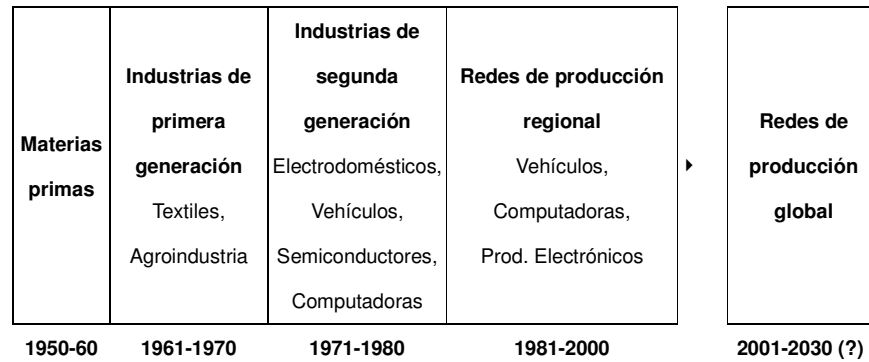 Materias
primas
Industrias de
primera
generación
Textiles,
Agroindustria
Industrias de
segunda
generación
Electrodomésticos,
Vehículos,
Semiconductores,
Computadoras
Redes de producción
regional
Vehículos,
Computadoras,
Prod. Electrónicos
Redes de
producción
global
1950-60 1961-1970 1971-1980 1981-2000 2001-2030 (?)